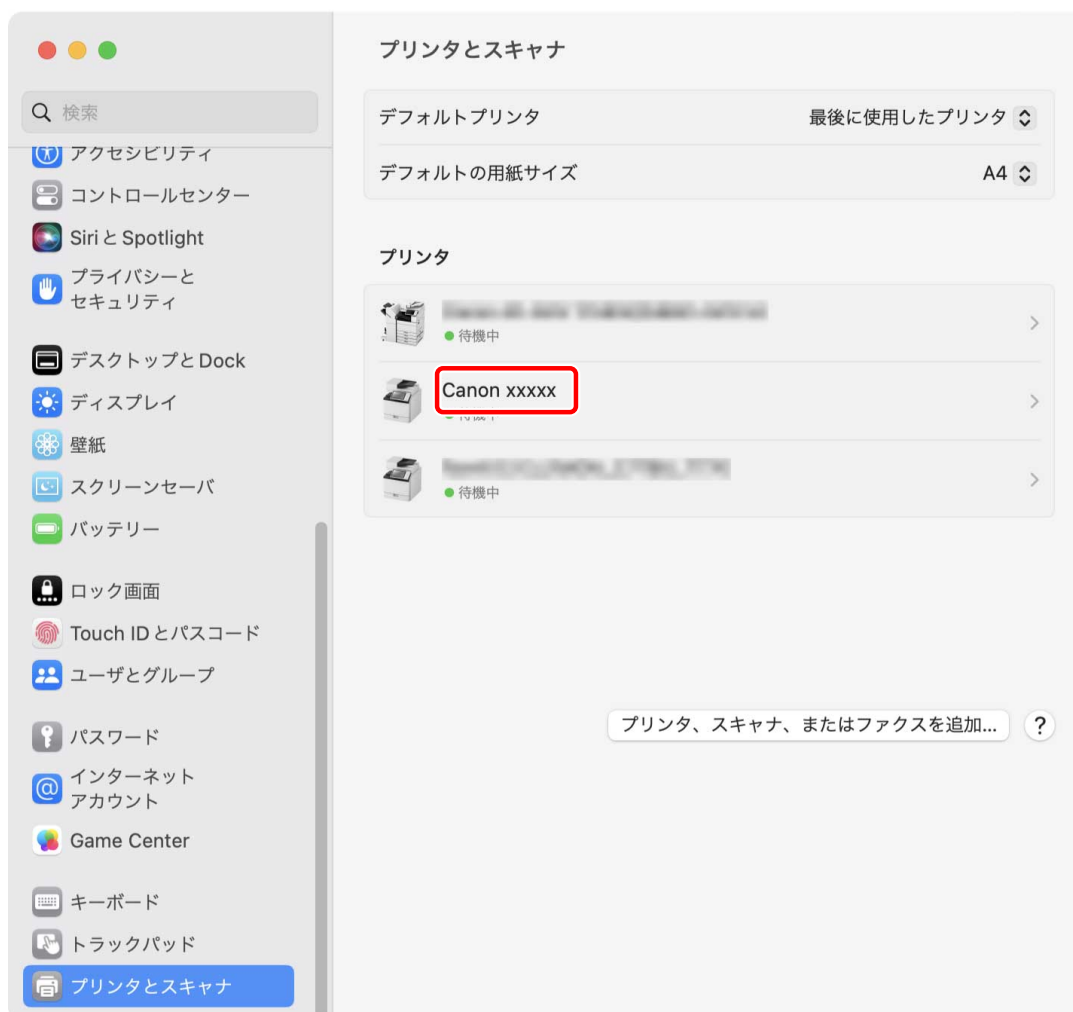 検索
アクセシビリティ
コントロールセンター
Siri と Spotlight
プライバシーと
セキュリティ
デスクトップと Dock
ディスプレイ
壁紙
スクリーンセーバ
バッテリー
ロック画面
Touch ID とパスコード
ユーザとグループ
パスワード
インターネット
アカウント
Game Center
キーボード
トラックパッド
プリンタとスキャナ
プリンタとスキャナ
デフォルトプリンタ 最後に使用したプリンタ
デフォルトの用紙サイズ A4
プリンタ
待機中
Canon xxxxx
待機中
プリンタ、スキャナ、またはファクスを追加...
?